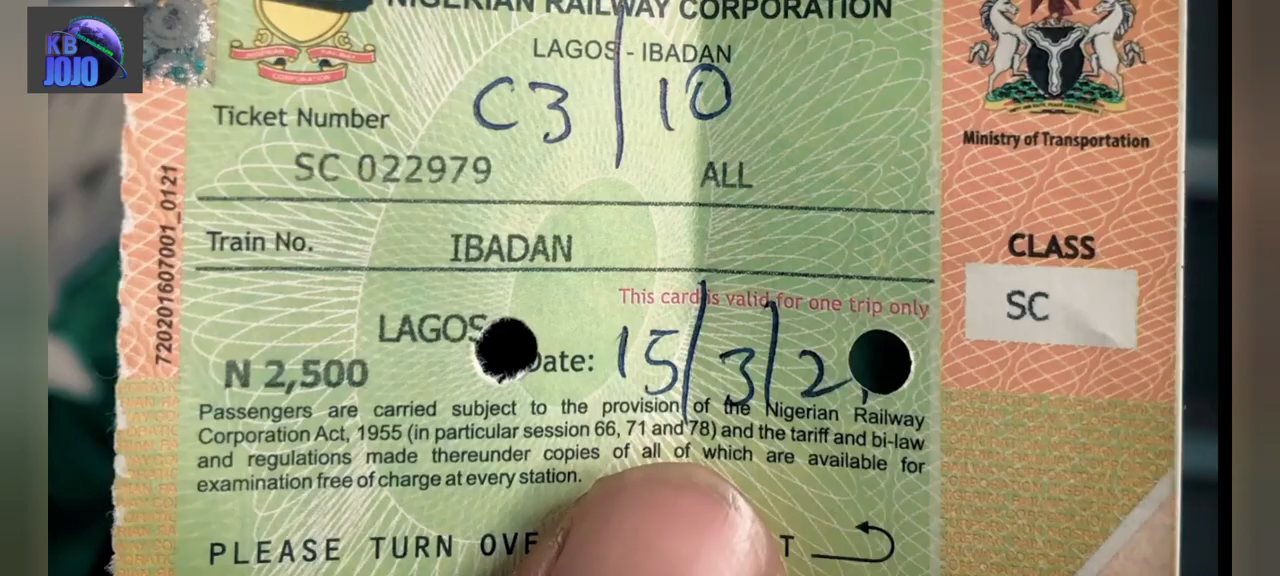 KB
JOJO
NIGERIAN RAILWAY CORPORATION
CORPORATION
LAGOS - IBADAN
C3/10
Ticket Number
SC 022979 ALL
Ministry of Transportation
Train No. IBADAN
CLASS
SC
This card is valid for one trip only
LAGOS
Date: 15/3/2
N 2,500
Passengers are carried subject to the provision of the Nigerian Railway
Corporation Act, 1955 (in particular session 66, 71 and 78) and the tariff and bi-law
and regulations made thereunder copies of all of which are available for
examination free of charge at every station.
PLEASE TURN OVE T
720201607001_0121